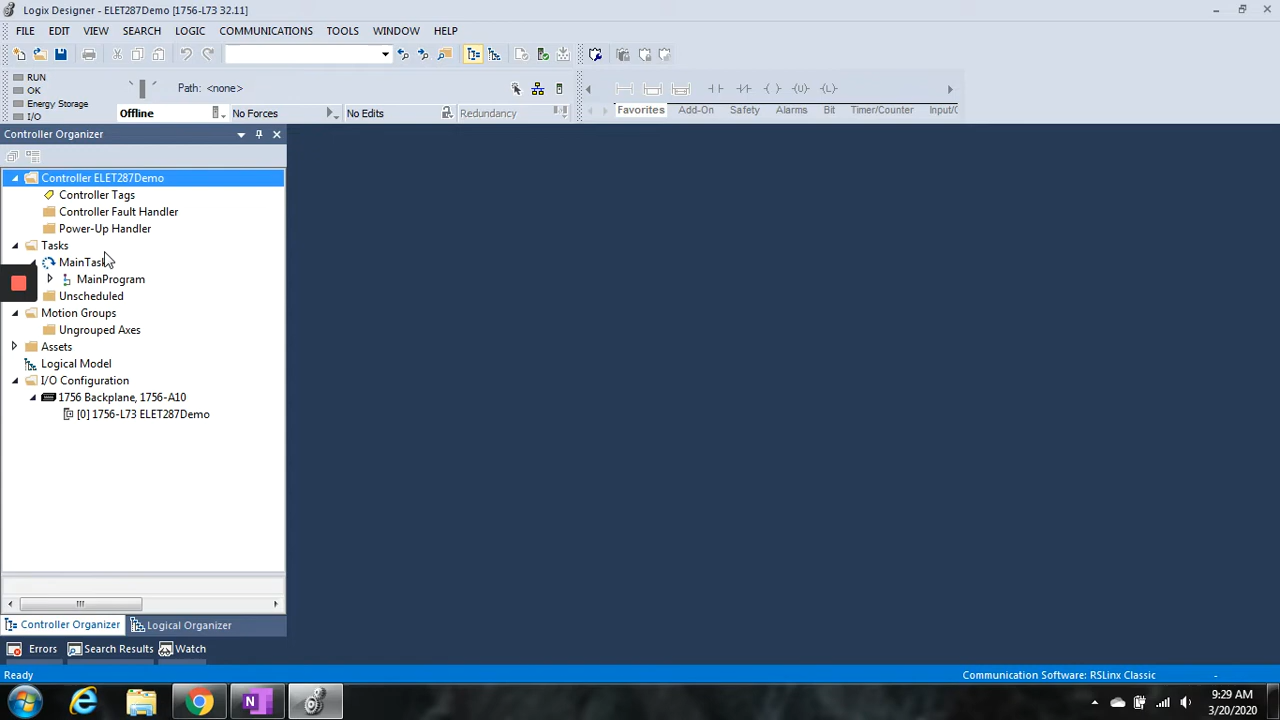 Logix Designer - ELET287Demo [1756-L73 32.11]
FILE EDIT VIEW SEARCH LOGIC COMMUNICATIONS TOOLS WINDOW HELP
RUN
OK
Energy Storage
I/O
Path: <none>
Offline
No Forces
No Edits
Redundancy
Favorites Add-On Safety Alarms Bit Timer/Counter Input/
Controller Organizer
Controller ELET287Demo
Controller Tags
Controller Fault Handler
Power-Up Handler
Tasks
MainTask
MainProgram
Unscheduled
Motion Groups
Ungrouped Axes
Assets
Logical Model
I/O Configuration
1756 Backplane, 1756-A10
[0] 1756-L73 ELET287Demo
Controller Organizer Logical Organizer
Errors Search Results Watch
Ready
Communication Software: RSLinx Classic
9:29 AM
3/20/2020